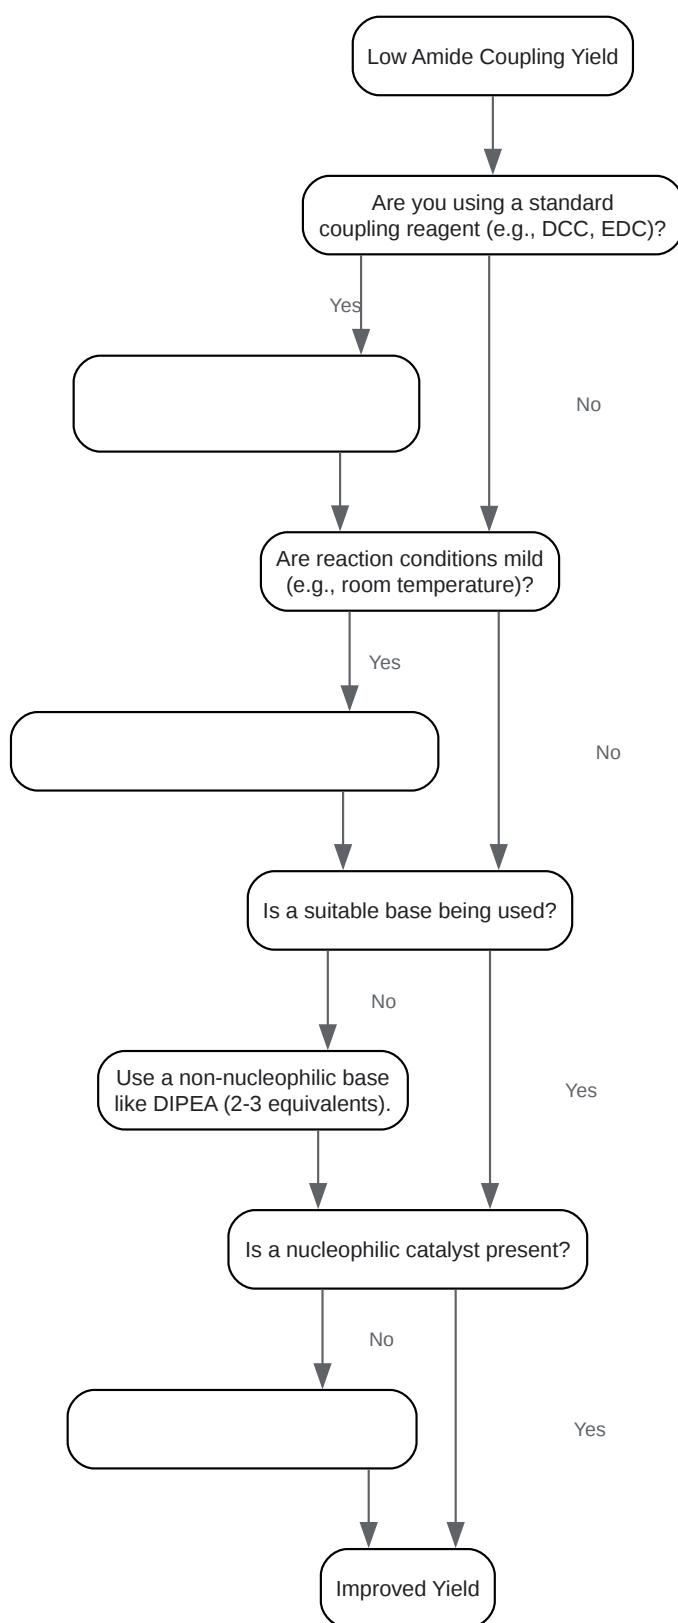 Low Amide Coupling Yield
Are you using a standard
coupling reagent (e.g., DCC, EDC)?
Yes
No
Are reaction conditions mild
(e.g., room temperature)?
Yes
No
Is a suitable base being used?
No
Use a non-nucleophilic base
like DIPEA (2-3 equivalents).
Yes
Is a nucleophilic catalyst present?
No
Yes
Improved Yield